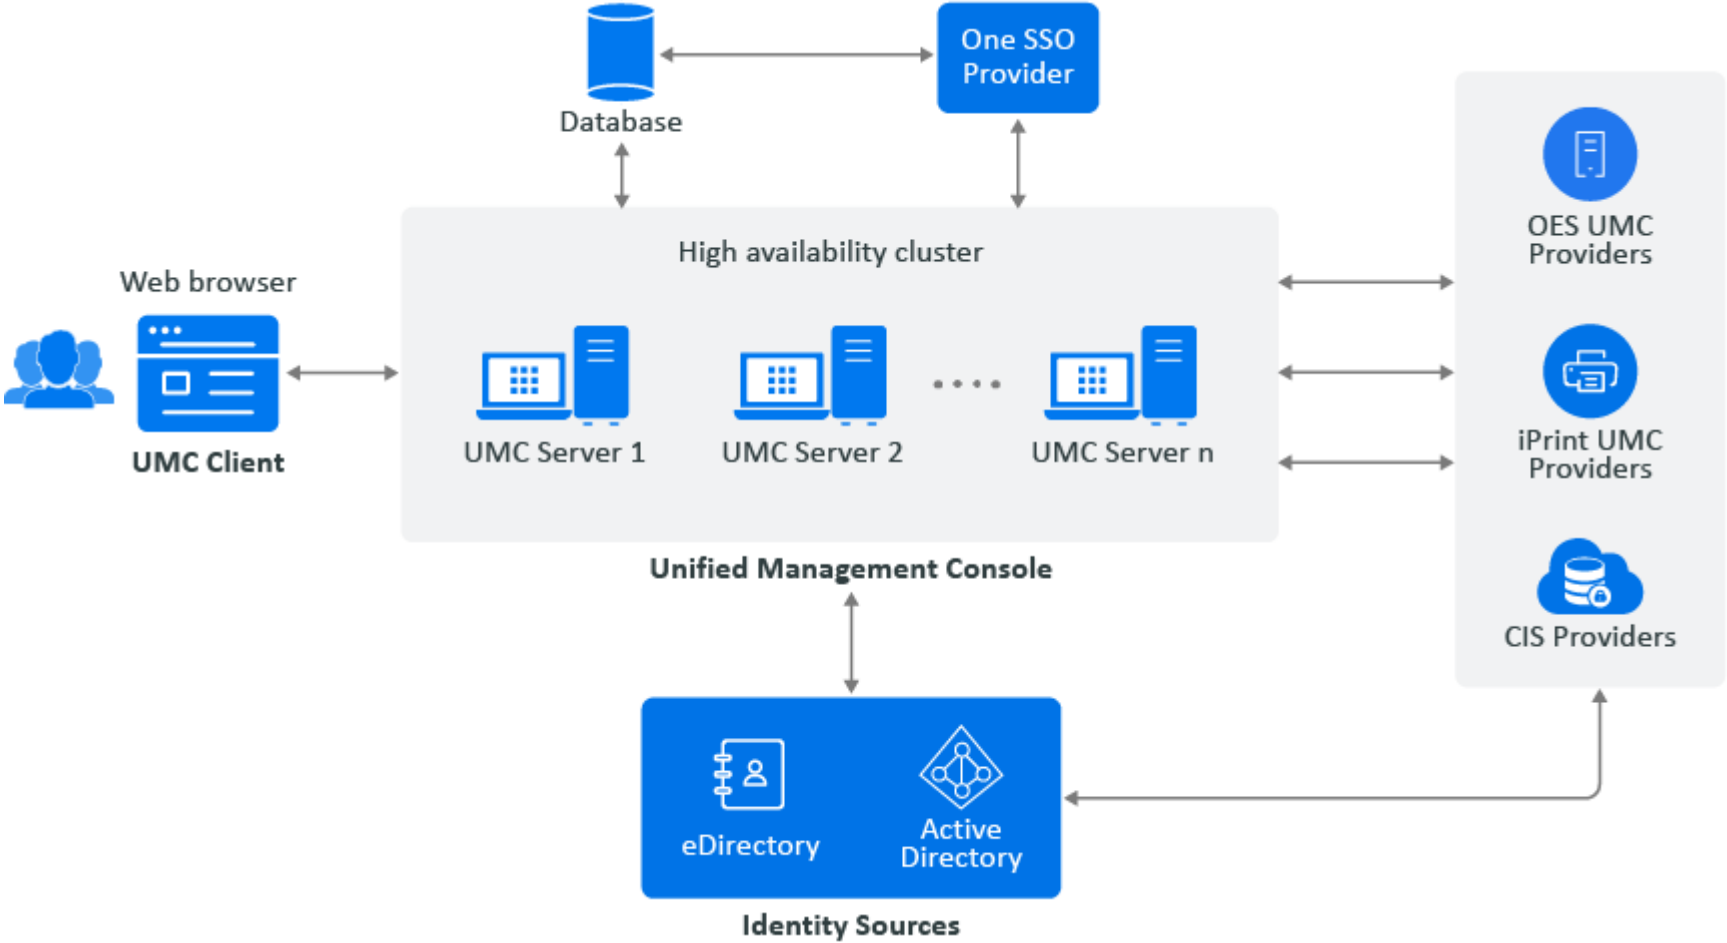 Database
One SSO
Provider
High availability cluster
Web browser
UMC Client
UMC Server 1
UMC Server 2
UMC Server n
Unified Management Console
OES UMC
Providers
iPrint UMC
Providers
CIS Providers
eDirectory
Active
Directory
Identity Sources